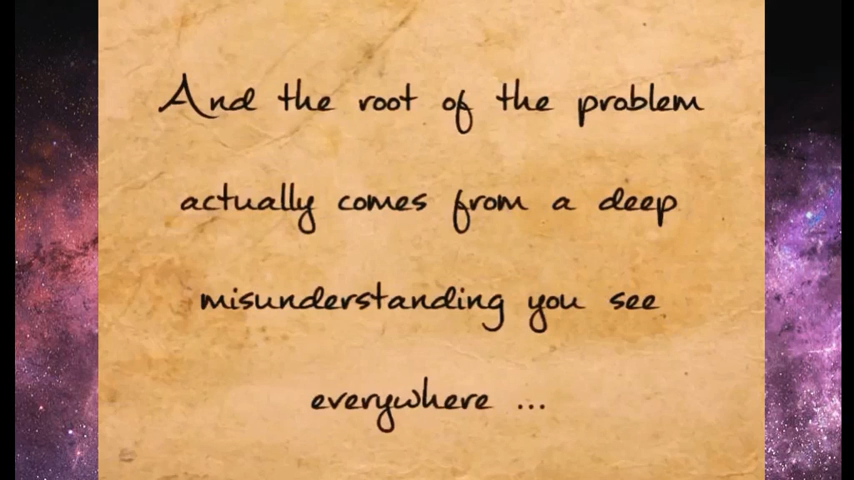 And the root of the problem
actually comes from a deep
misunderstanding you see
everywhere ...